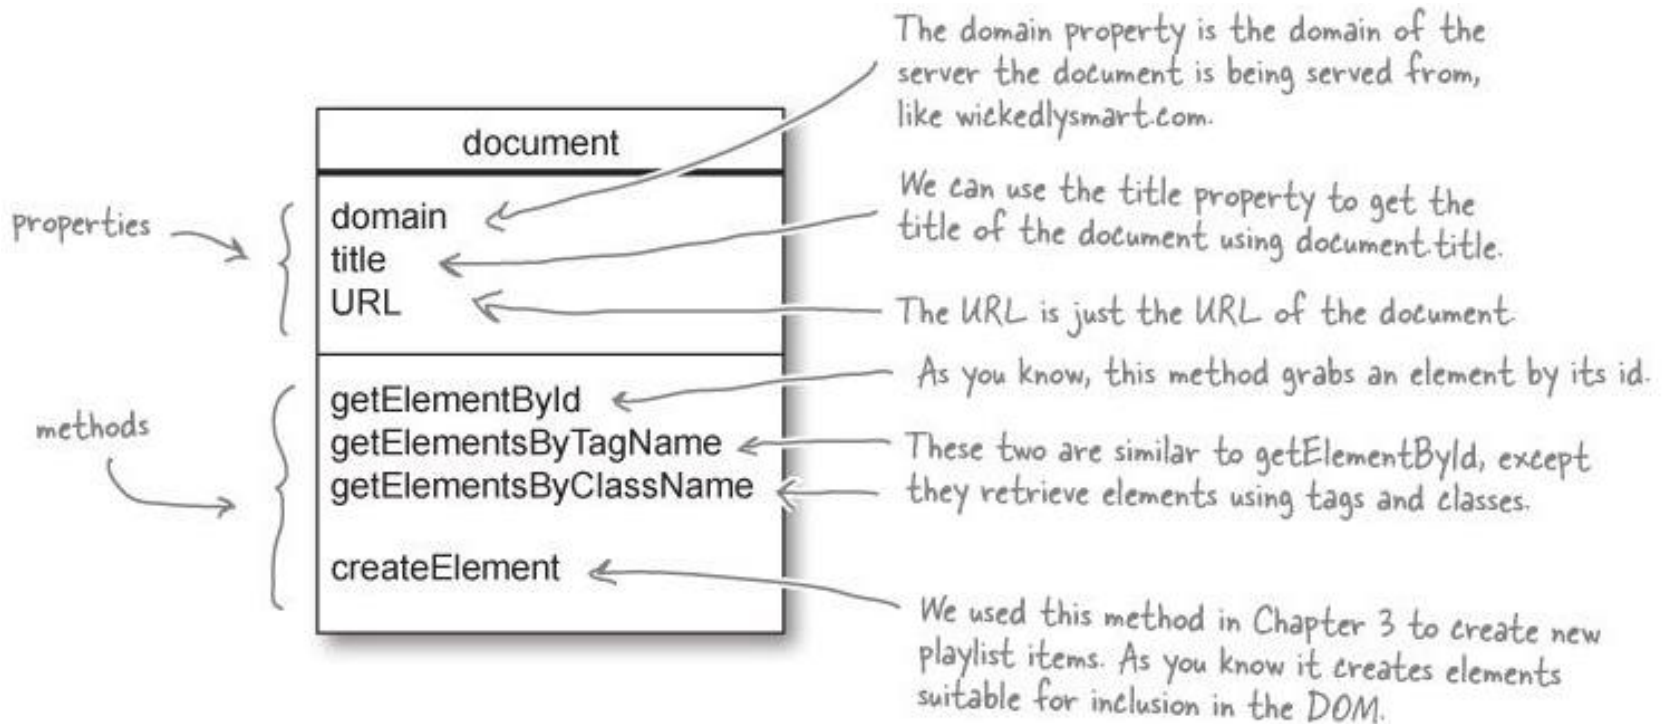 The domain property is the domain of the
server the document is being served from,
like wickedlysmart.com.
document
We can use the title property to get the
title of the document using document.title.
properties
domain
title
URL
The URL is just the URL of the document.
As you know, this method grabs an element by its id.
methods
getElementById
getElementsByTagName
getElementsByClassName
These two are similar to getElementById, except
they retrieve elements using tags and classes.
createElement
We used this method in Chapter 3 to create new
playlist items. As you know it creates elements
suitable for inclusion in the DOM.